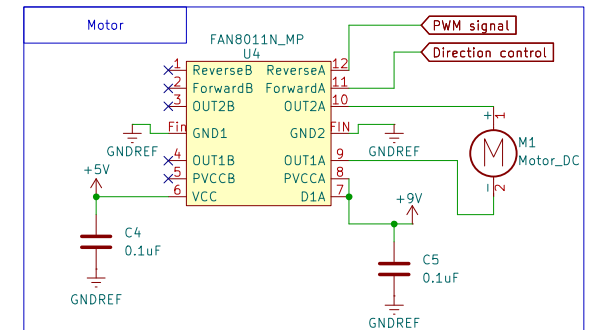 Motor
FAN8011N_MP
U4
PWM signal
Direction control
1 ReverseB ReverseA 12
2 ForwardB ForwardA 11
3 OUT2B OUT2A 10
Fin GND1 GND2 FIN
GNDREF
GNDREF
4 OUT1B OUT1A 9
5 PVCCB PVCCA 8
6 VCC D1A 7
+ 1
M
M1
Motor_DC
- 2
+5V
+9V
C4
0.1uF
C5
0.1uF
GNDREF
GNDREF